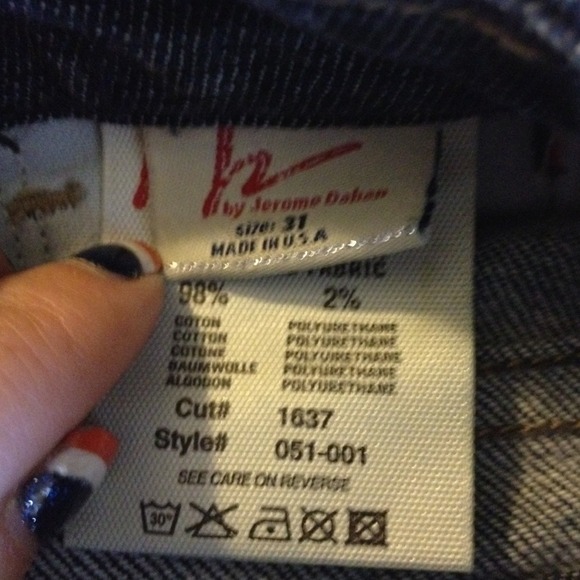 by Jerome Dahan
size: 31
MADE IN U.S.A
FABRIC
98% 2%
COTON POLYURETHANE
COTTON POLYURETHANE
COTONE POLYURETHANE
BAUMWOLLE POLYURETHANE
ALGODON POLYURETHANE
Cut# 1637
Style# 051-001
SEE CARE ON REVERSE
30°